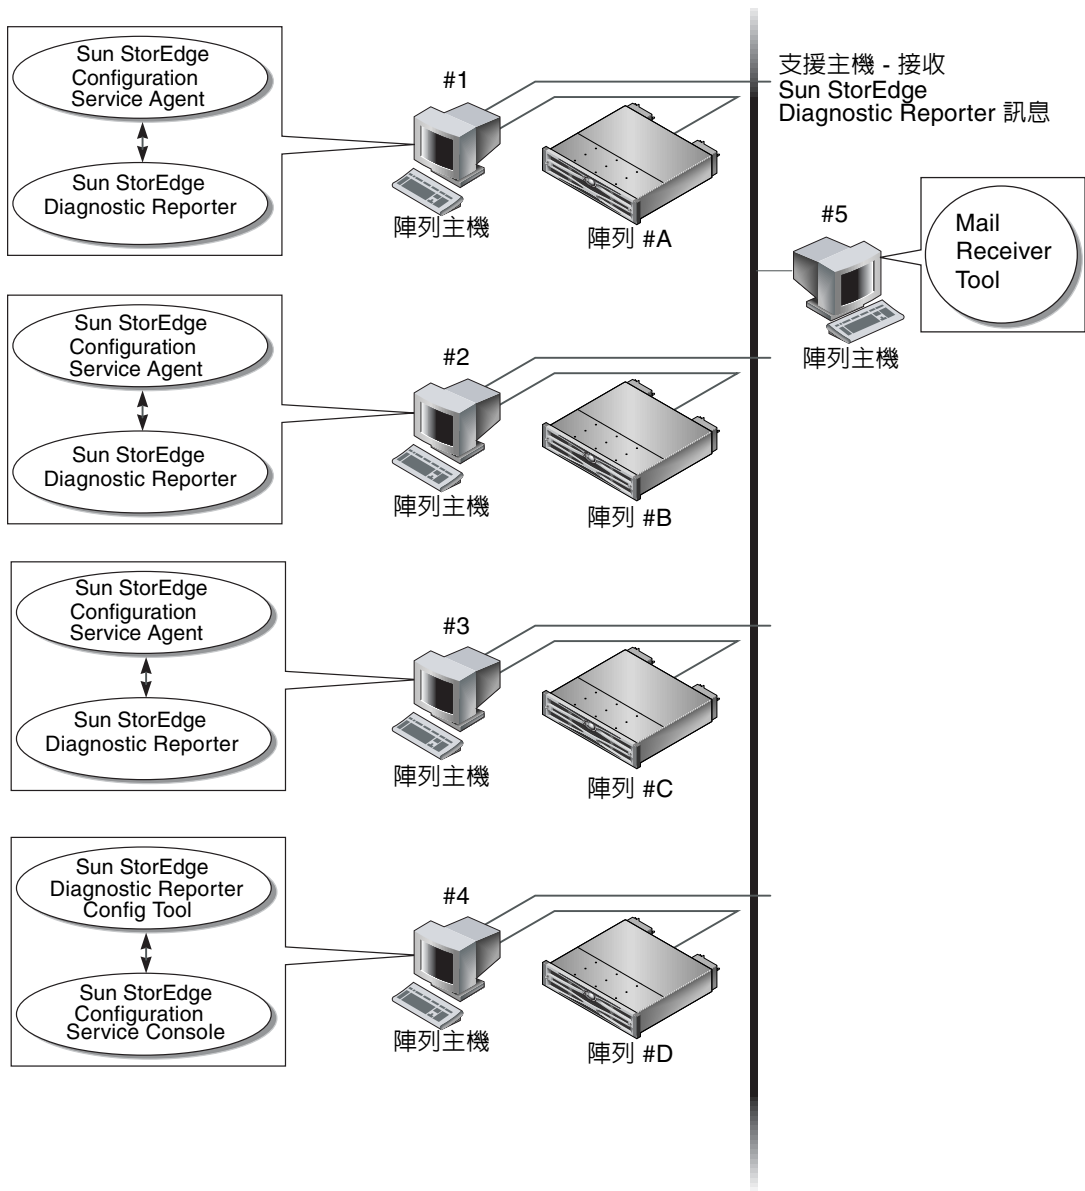 Sun StorEdge
Configuration
Service Agent
Sun StorEdge
Diagnostic Reporter
#1
陣列主機
陣列 #A
支援主機 - 接收
Sun StorEdge
Diagnostic Reporter 訊息
#5
陣列主機
Mail
Receiver
Tool
Sun StorEdge
Configuration
Service Agent
Sun StorEdge
Diagnostic Reporter
#2
陣列主機
陣列 #B
Sun StorEdge
Configuration
Service Agent
Sun StorEdge
Diagnostic Reporter
#3
陣列主機
陣列 #C
Sun StorEdge
Diagnostic Reporter
Config Tool
Sun StorEdge
Configuration
Service Console
#4
陣列主機
陣列 #D